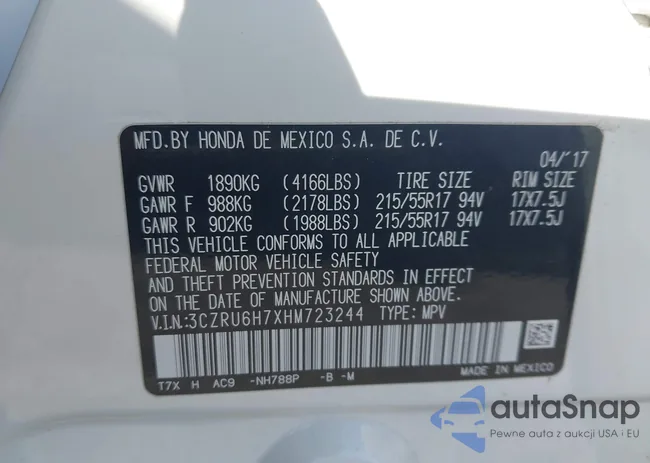 MFD.BY HONDA DE MEXICO S.A. DE C.V.
04/'17
GVWR 1890KG (4166LBS) TIRE SIZE RIM SIZE
GAWR F 988KG (2178LBS) 215/55R17 94V 17X7.5J
GAWR R 902KG (1988LBS) 215/55R17 94V 17X7.5J
THIS VEHICLE CONFORMS TO ALL APPLICABLE
FEDERAL MOTOR VEHICLE SAFETY
AND THEFT PREVENTION STANDARDS IN EFFECT
ON THE DATE OF MANUFACTURE SHOWN ABOVE.
V.I.N.:3CZRU6H7XHM723244 TYPE: MPV
T7X H AC9 -NH788P -B -M
MADE IN MEXICO
autaSnap
Pewne auta z aukcji USA i EU